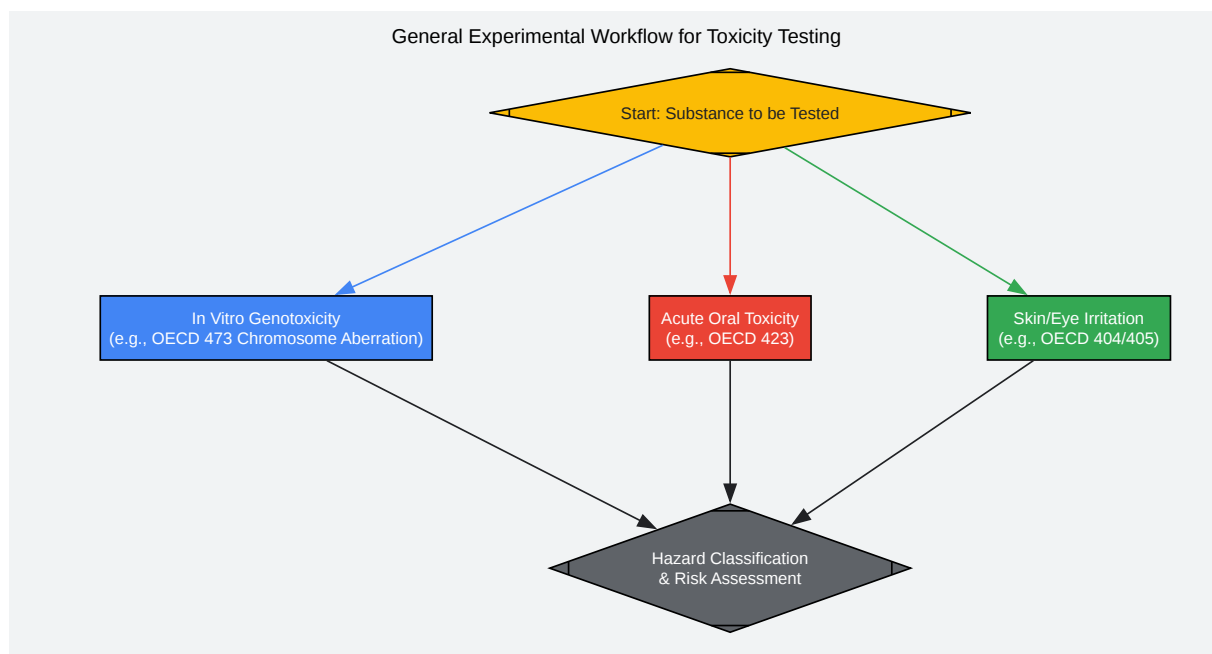 General Experimental Workflow for Toxicity Testing
Start: Substance to be Tested
In Vitro Genotoxicity
(e.g., OECD 473 Chromosome Aberration)
Acute Oral Toxicity
(e.g., OECD 423)
Skin/Eye Irritation
(e.g., OECD 404/405)
Hazard Classification
& Risk Assessment